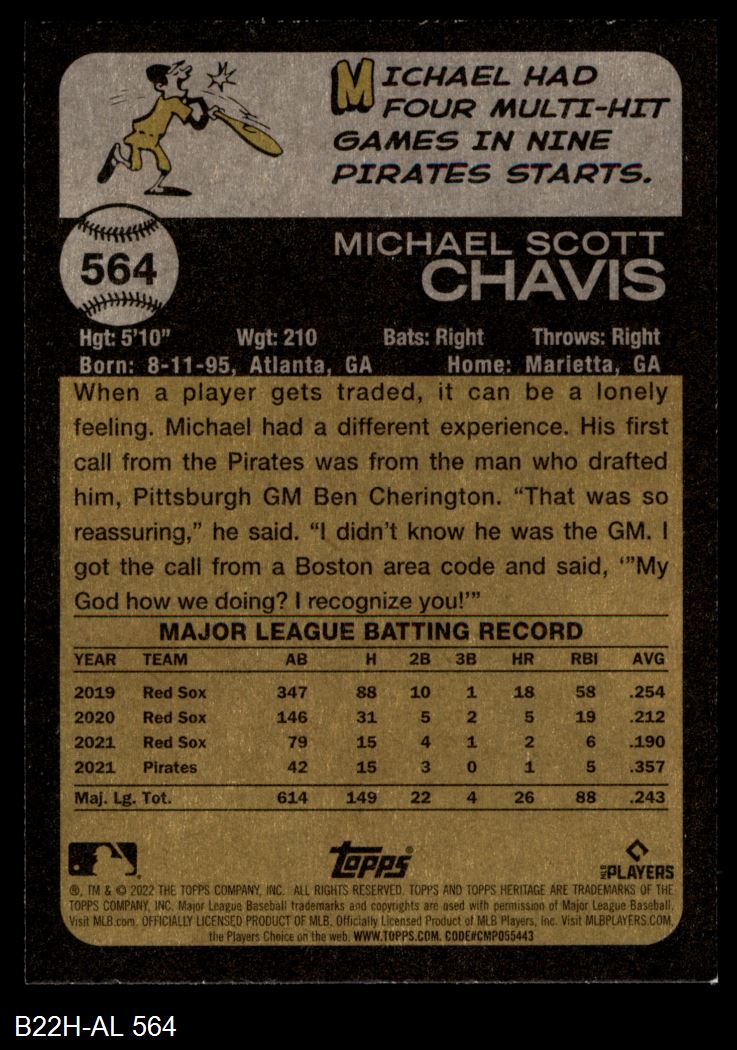 MICHAEL HAD
FOUR MULTI-HIT
GAMES IN NINE
PIRATES STARTS.
564
MICHAEL SCOTT
CHAVIS
Hgt: 5'10" Wgt: 210 Bats: Right Throws: Right
Born: 8-11-95, Atlanta, GA Home: Marietta, GA
When a player gets traded, it can be a lonely
feeling. Michael had a different experience. His first
call from the Pirates was from the man who drafted
him, Pittsburgh GM Ben Cherington. “That was so
reassuring,” he said. “I didn’t know he was the GM. I
got the call from a Boston area code and said, ‘”My
God how we doing? I recognize you!’”
MAJOR LEAGUE BATTING RECORD
YEAR TEAM AB H 2B 3B HR RBI AVG
2019 Red Sox 347 88 10 1 18 58 .254
2020 Red Sox 146 31 5 2 5 19 .212
2021 Red Sox 79 15 4 1 2 6 .190
2021 Pirates 42 15 3 0 1 5 .357
Maj. Lg. Tot. 614 149 22 4 26 88 .243
Topps
MLB PLAYERS
®, TM & © 2022 THE TOPPS COMPANY, INC. ALL RIGHTS RESERVED. TOPPS AND TOPPS HERITAGE ARE TRADEMARKS OF THE
TOPPS COMPANY, INC. Major League Baseball trademarks and copyrights are used with permission of Major League Baseball.
Visit MLB.com. OFFICIALLY LICENSED PRODUCT OF MLB. Officially Licensed Product of MLB Players, Inc. Visit MLBPLAYERS.COM,
the Players Choice on the web. WWW.TOPPS.COM. CODE#CMP055443
B22H-AL 564